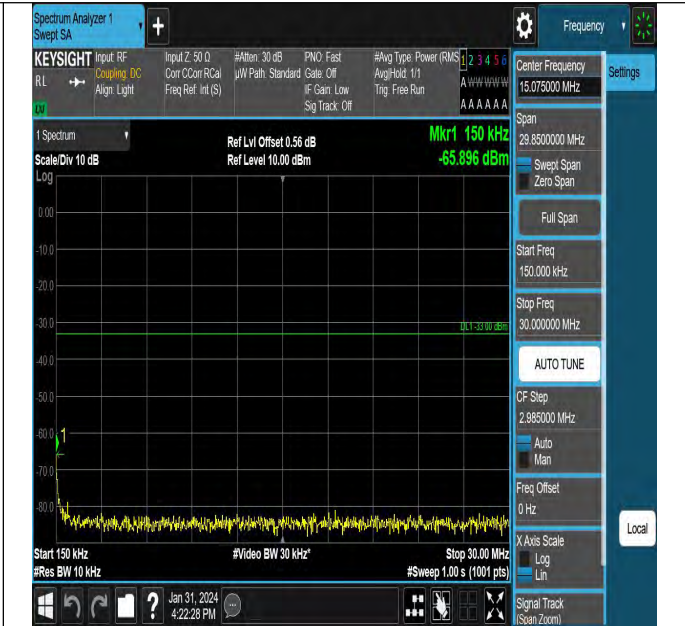 Spectrum Analyzer 1
Swept SA
+
Frequency
KEYSIGHT
RL
Input: RF
Coupling: DC
Align: Light
Input Z: 50 Ω
Corr CCorr RCal
Freq Ref: Int (S)
#Atten: 30 dB
µW Path: Standard
PNO: Fast
Gate: Off
IF Gain: Low
Sig Track: Off
#Avg Type: Power (RMS
Avg|Hold: 1/1
Trig: Free Run
1 2 3 4 5 6
A W W W W W
A A A A A A
1 Spectrum
Scale/Div 10 dB
Log
Ref Lvl Offset 0.56 dB
Ref Level 10.00 dBm
Mkr1 150 kHz
-65.896 dBm
0.00
-10.0
-20.0
-30.0
DL1 -33.00 dBm
-40.0
-50.0
-60.0
1
-70.0
-80.0
Start 150 kHz
#Video BW 30 kHz*
Stop 30.00 MHz
#Res BW 10 kHz
#Sweep 1.00 s (1001 pts)
?
Jan 31, 2024
4:22:28 PM
Center Frequency
15.075000 MHz
Settings
Span
29.8500000 MHz
Swept Span
Zero Span
Full Span
Start Freq
150.000 kHz
Stop Freq
30.000000 MHz
AUTO TUNE
CF Step
2.985000 MHz
Auto
Man
Freq Offset
0 Hz
Local
X Axis Scale
Log
Lin
Signal Track
(Span Zoom)